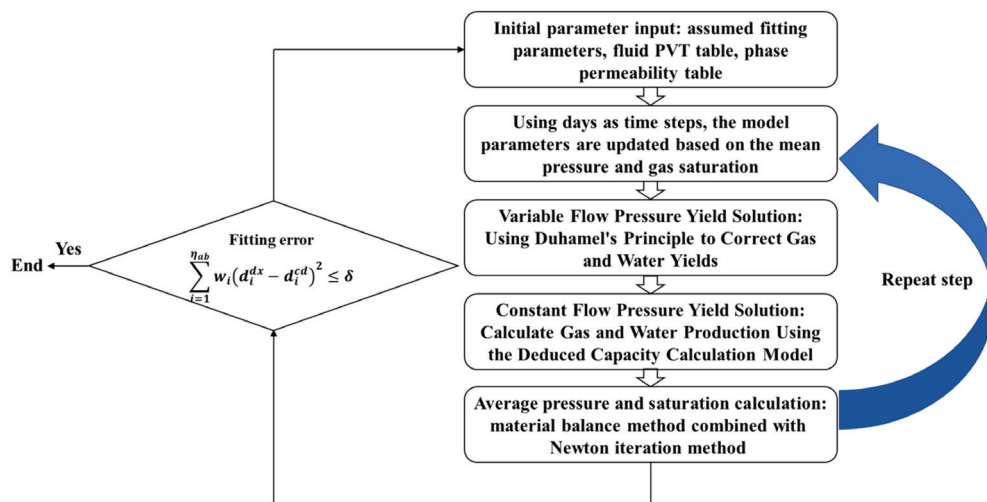 Initial parameter input: assumed fitting
parameters, fluid PVT table, phase
permeability table
Using days as time steps, the model
parameters are updated based on the mean
pressure and gas saturation
Variable Flow Pressure Yield Solution:
Using Duhamel's Principle to Correct Gas
and Water Yields
Constant Flow Pressure Yield Solution:
Calculate Gas and Water Production Using
the Deduced Capacity Calculation Model
Average pressure and saturation calculation:
material balance method combined with
Newton iteration method
Repeat step
Fitting error
∑_{i=1}^{η_{ab}} w_i(d_i^{dx} − d_i^{cd})^2 ≤ δ
Yes
End